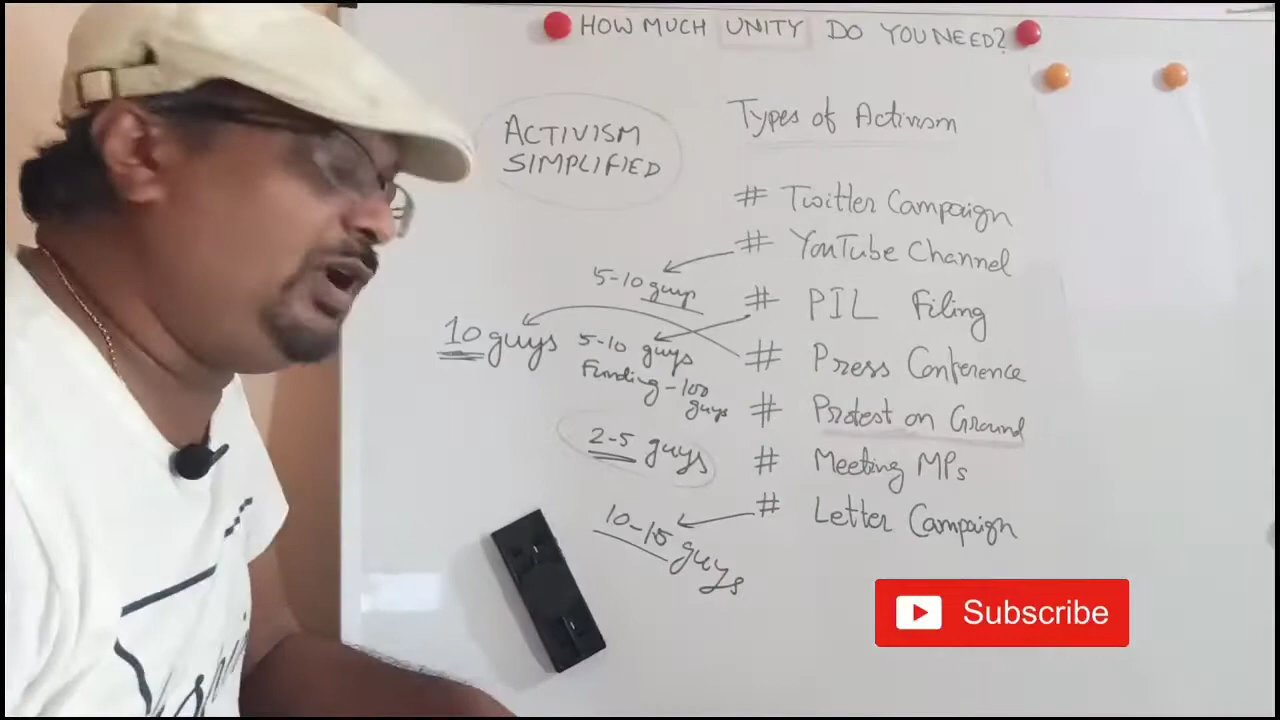 HOW MUCH UNITY DO YOU NEED?
ACTIVISM
SIMPLIFIED
Types of Activism
# Twitter Campaign
# YouTube Channel
5-10 guys
# PIL Filing
10 guys
5-10 guys
Funding - 100
guys
# Press Conference
# Protest on Ground
2-5 guys
# Meeting MPs
# Letter Campaign
10-15 guys
Subscribe